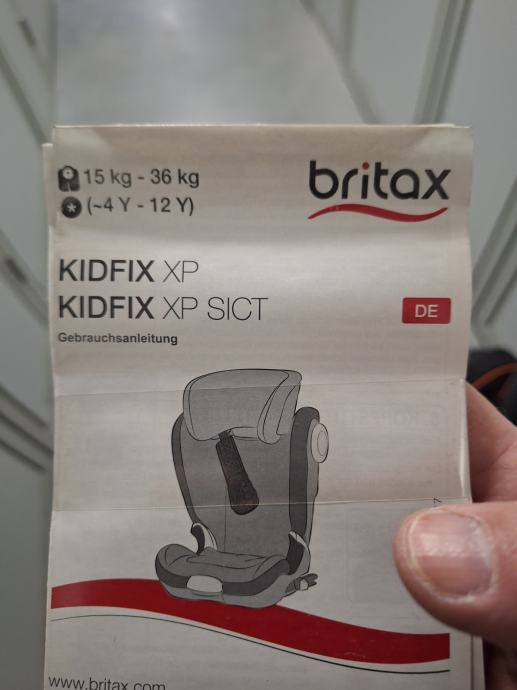 15 kg - 36 kg
(~4 Y - 12 Y)
britax
KIDFIX XP
KIDFIX XP SICT
DE
Gebrauchsanleitung
www.britax.com